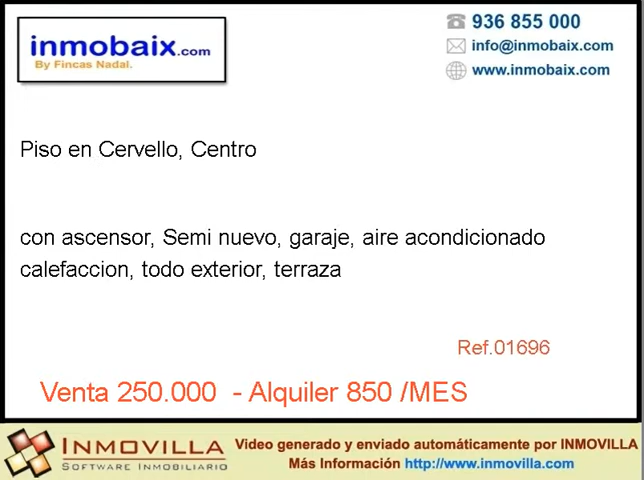 inmobaix.com
By Fincas Nadal.
936 855 000
info@inmobaix.com
www.inmobaix.com
Piso en Cervello, Centro
con ascensor, Semi nuevo, garaje, aire acondicionado
calefaccion, todo exterior, terraza
Ref.01696
Venta 250.000 - Alquiler 850 /MES
INMOVILLA
SOFTWARE INMOBILIARIO
Video generado y enviado automáticamente por INMOVILLA
Más Información http://www.inmovilla.com